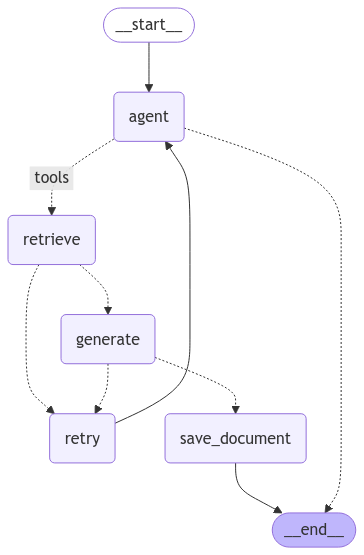 __start__
agent
tools
retrieve
generate
retry
save_document
__end__